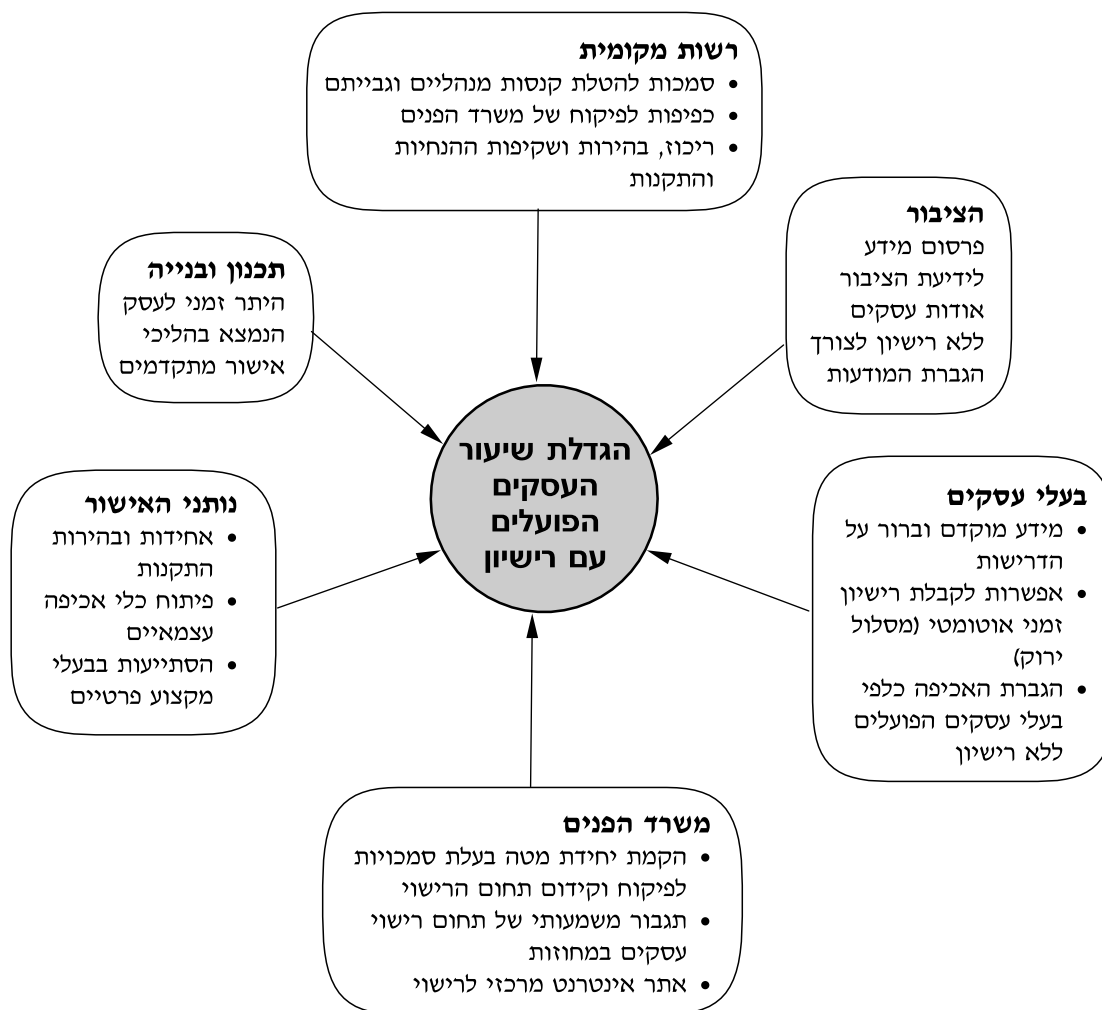 רשות מקומית
• סמכות להטלת קנסות מנהליים וגבייתם
• כפיפות לפיקוח של משרד הפנים
• ריכוז, בהירות ושקיפות ההנחיות
והתקנות
הציבור
פרסום מידע
לידיעת הציבור
אודות עסקים
ללא רישיון לצורך
הגברת המודעות
תכנון ובנייה
היתר זמני לעסק
הנמצא בהליכי
אישור מתקדמים
הגדלת שיעור
העסקים
הפועלים
עם רישיון
בעלי עסקים
• מידע מוקדם וברור על
הדרישות
• אפשרות לקבלת רישיון
זמני אוטומטי (מסלול
ירוק)
• הגברת האכיפה כלפי
בעלי עסקים הפועלים
ללא רישיון
נותני האישור
• אחידות ובהירות
התקנות
• פיתוח כלי אכיפה
עצמאיים
• הסתייעות בבעלי
מקצוע פרטיים
משרד הפנים
• הקמת יחידת מטה בעלת סמכויות
לפיקוח וקידום תחום הרישוי
• תגבור משמעותי של תחום רישוי
עסקים במחוזות
• אתר אינטרנט מרכזי לרישוי